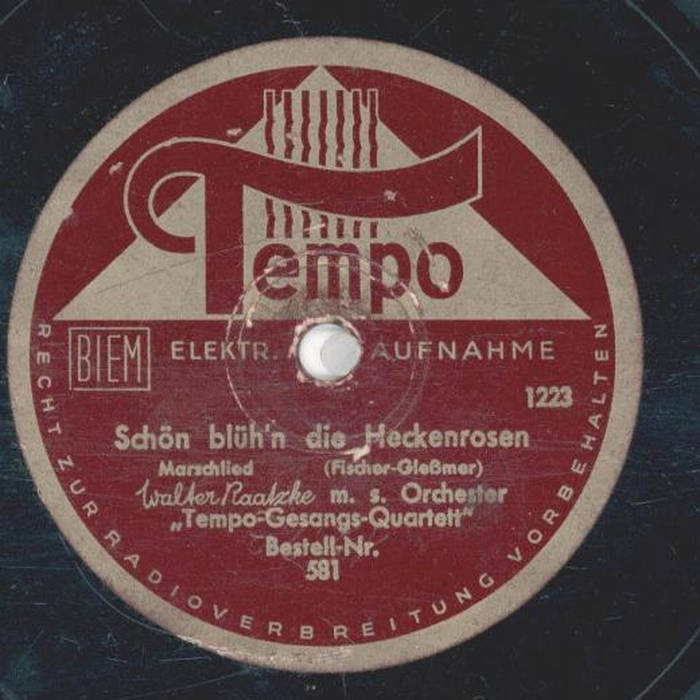 Tempo
BIEM ELEKTR. AUFNAHME
1223
Schön blüh'n die Heckenrosen
Marschlied (Fischer-Gießmer)
Walter Raatzke m. s. Orchester
„Tempo-Gesangs-Quartett"
Bestell-Nr.
581
RECHT ZUR RADIOVERBREITUNG VORBEHALTEN